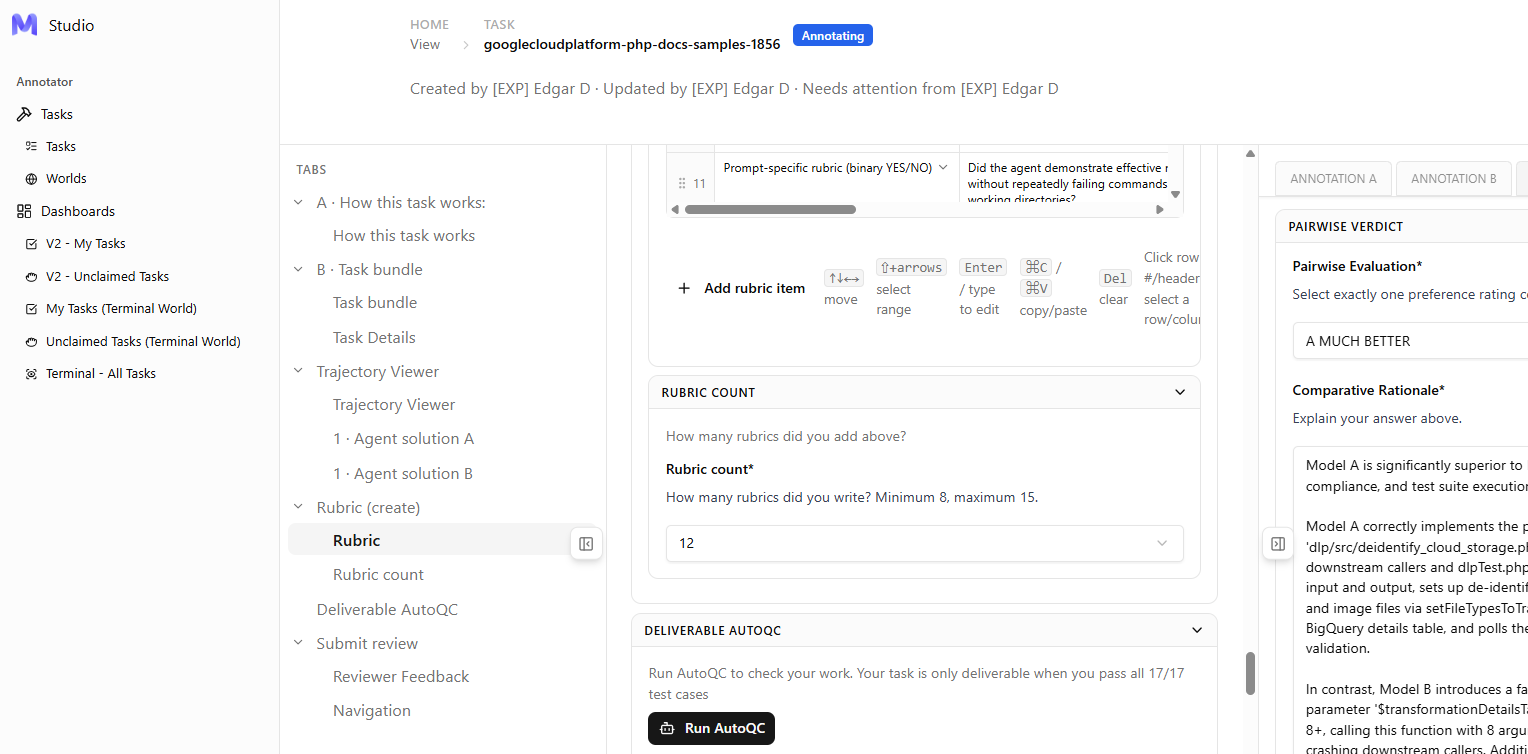 Studio
Annotator
Tasks
Tasks
Worlds
Dashboards
V2 - My Tasks
V2 - Unclaimed Tasks
My Tasks (Terminal World)
Unclaimed Tasks (Terminal World)
Terminal - All Tasks
HOME
View
TASK
googlecloudplatform-php-docs-samples-1856
Annotating
Created by [EXP] Edgar D · Updated by [EXP] Edgar D · Needs attention from [EXP] Edgar D
TABS
A · How this task works:
How this task works
B · Task bundle
Task bundle
Task Details
Trajectory Viewer
Trajectory Viewer
1 · Agent solution A
1 · Agent solution B
Rubric (create)
Rubric
Rubric count
Deliverable AutoQC
Submit review
Reviewer Feedback
Navigation
11
Prompt-specific rubric (binary YES/NO)
Did the agent demonstrate effective r
without repeatedly failing commands
working directories?
+ Add rubric item
↑↓←→
move
⇧+arrows
select
range
Enter
/ type
to edit
⌘C /
⌘V
copy/paste
Del
clear
Click row
#/header
select a
row/colu
RUBRIC COUNT
How many rubrics did you add above?
Rubric count*
How many rubrics did you write? Minimum 8, maximum 15.
12
DELIVERABLE AUTOQC
Run AutoQC to check your work. Your task is only deliverable when you pass all 17/17
test cases
Run AutoQC
ANNOTATION A
ANNOTATION B
PAIRWISE VERDICT
Pairwise Evaluation*
Select exactly one preference rating c
A MUCH BETTER
Comparative Rationale*
Explain your answer above.
Model A is significantly superior to
compliance, and test suite execution
Model A correctly implements the p
'dlp/src/deidentify_cloud_storage.ph
downstream callers and dlpTest.php
input and output, sets up de-identif
and image files via setFileTypesToTra
BigQuery details table, and polls the
validation.
In contrast, Model B introduces a fa
parameter '$transformationDetailsTa
8+, calling this function with 8 argu
crashing downstream callers. Additi